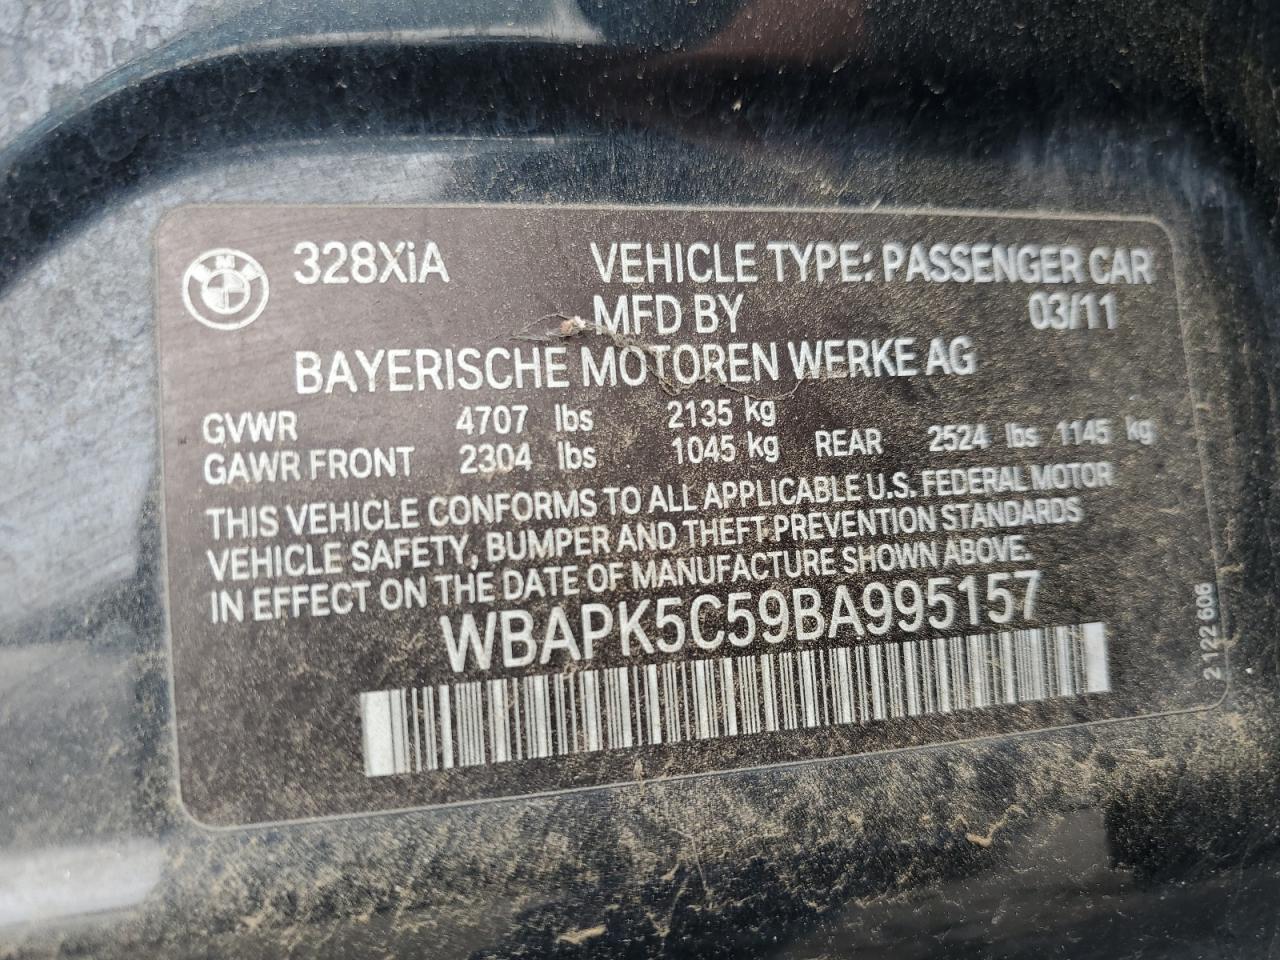 BMW
328XiA VEHICLE TYPE: PASSENGER CAR
MFD BY 03/11
BAYERISCHE MOTOREN WERKE AG
GVWR 4707 lbs 2135 kg
GAWR FRONT 2304 lbs 1045 kg REAR 2524 lbs 1145 kg
THIS VEHICLE CONFORMS TO ALL APPLICABLE U.S. FEDERAL MOTOR
VEHICLE SAFETY, BUMPER AND THEFT PREVENTION STANDARDS
IN EFFECT ON THE DATE OF MANUFACTURE SHOWN ABOVE.
WBAPK5C59BA995157
2122 606